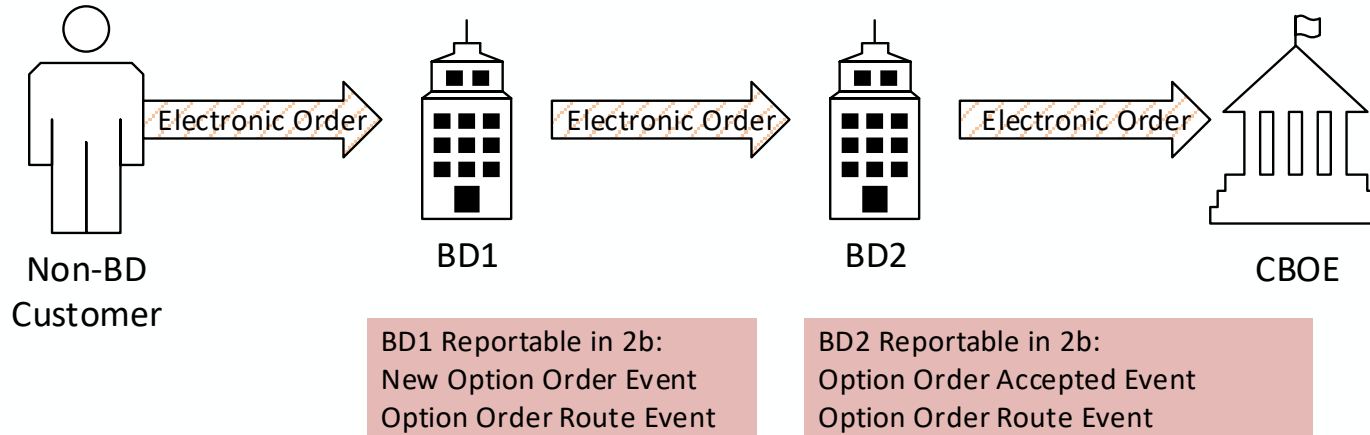 Electronic Order
Electronic Order
Electronic Order
Non-BD
Customer
BD1
BD2
CBOE
BD1 Reportable in 2b:
New Option Order Event
Option Order Route Event
BD2 Reportable in 2b:
Option Order Accepted Event
Option Order Route Event